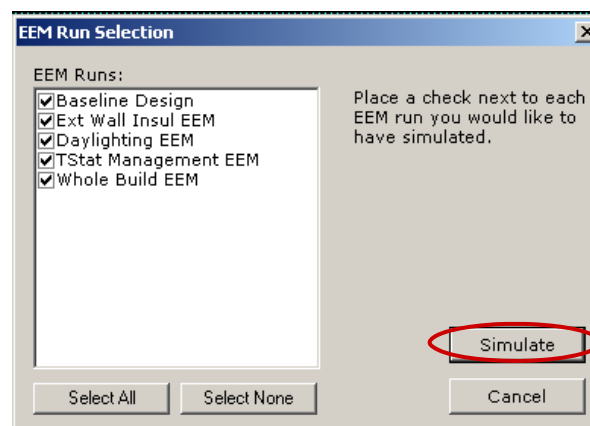 EEM Run Selection
EEM Runs:
Baseline Design
Ext Wall Insul EEM
Daylighting EEM
TStat Management EEM
Whole Build EEM
Place a check next to each
EEM run you would like to
have simulated.
Simulate
Select All
Select None
Cancel